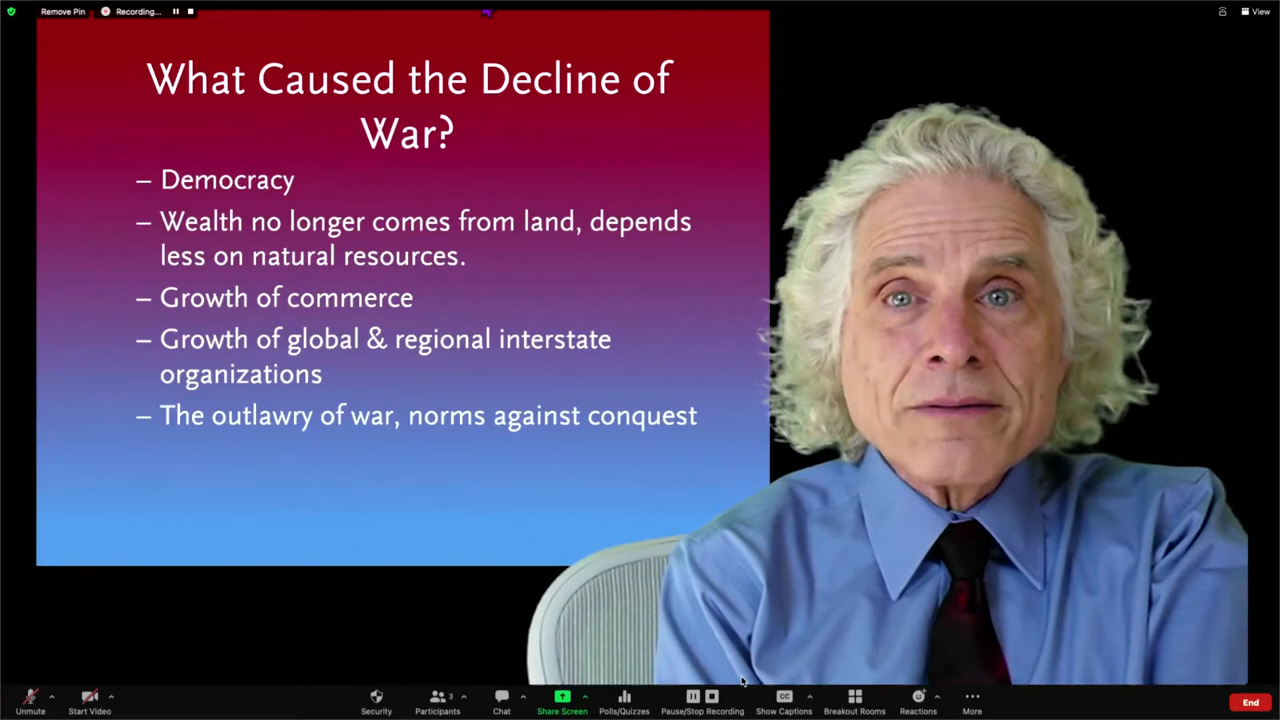 Remove Pin Recording... View
What Caused the Decline of
War?
– Democracy
– Wealth no longer comes from land, depends
less on natural resources.
– Growth of commerce
– Growth of global & regional interstate
organizations
– The outlawry of war, norms against conquest
Unmute Start Video Security Participants 3 Chat Share Screen Polls/Quizzes Pause/Stop Recording CC Show Captions Breakout Rooms Reactions More End